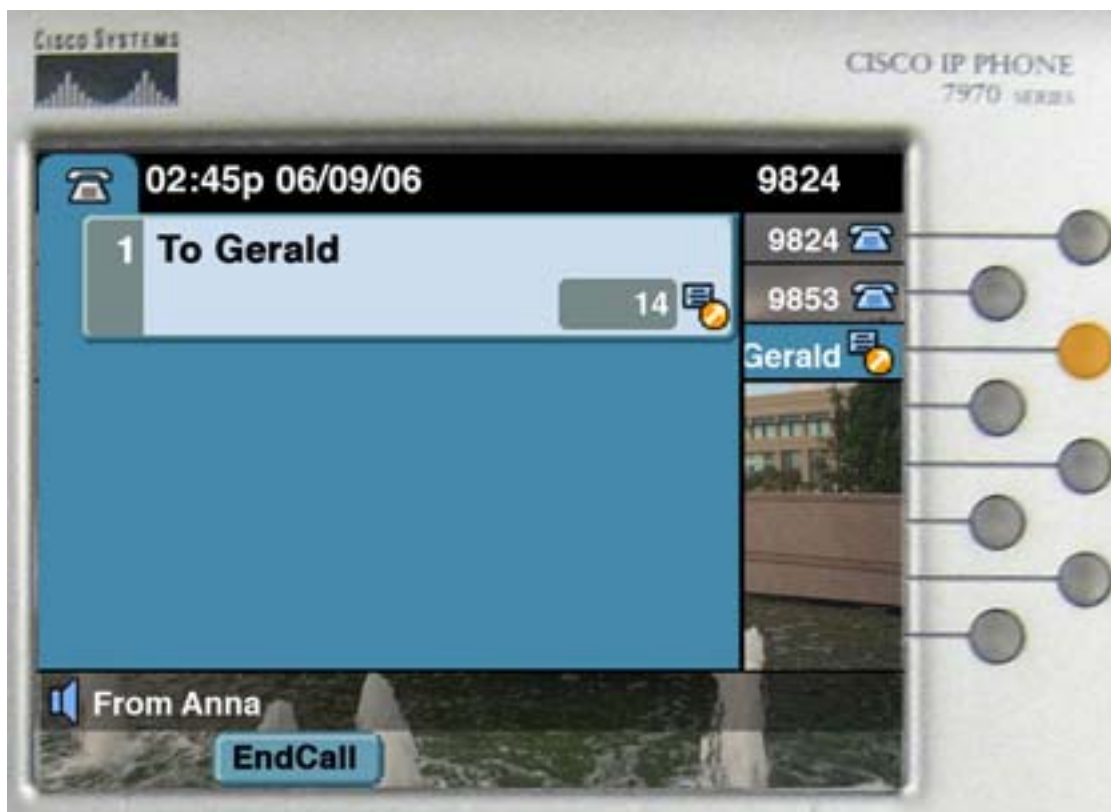 CISCO SYSTEMS
CISCO IP PHONE
7970 SERIES
02:45p 06/09/06
9824
1 To Gerald
14
9824
9853
Gerald
From Anna
EndCall